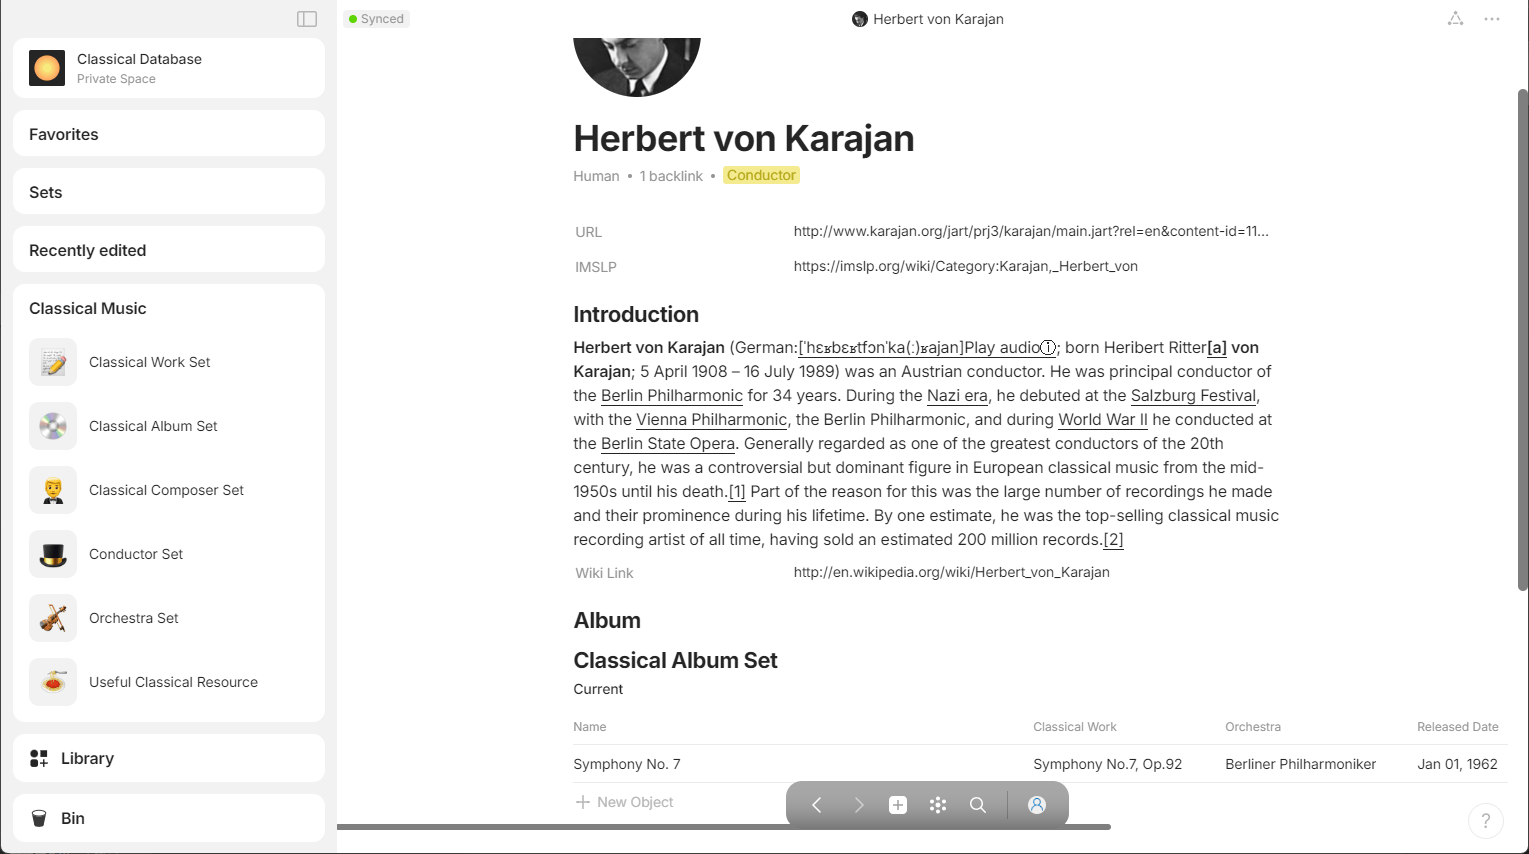 Synced
Herbert von Karajan
Classical Database
Private Space
Favorites
Sets
Recently edited
Classical Music
Classical Work Set
Classical Album Set
Classical Composer Set
Conductor Set
Orchestra Set
Useful Classical Resource
Library
Bin
Herbert von Karajan
Human • 1 backlink • Conductor
URL http://www.karajan.org/jart/prj3/karajan/main.jart?rel=en&content-id=11...
IMSLP https://imslp.org/wiki/Category:Karajan,_Herbert_von
Introduction
Herbert von Karajan (German:[ˈhɛʁbɛʁtfɔnˈka(ː)ʁajan]Play audioⓘ; born Heribert Ritter[a] von
Karajan; 5 April 1908 – 16 July 1989) was an Austrian conductor. He was principal conductor of
the Berlin Philharmonic for 34 years. During the Nazi era, he debuted at the Salzburg Festival,
with the Vienna Philharmonic, the Berlin Philharmonic, and during World War II he conducted at
the Berlin State Opera. Generally regarded as one of the greatest conductors of the 20th
century, he was a controversial but dominant figure in European classical music from the mid-
1950s until his death.[1] Part of the reason for this was the large number of recordings he made
and their prominence during his lifetime. By one estimate, he was the top-selling classical music
recording artist of all time, having sold an estimated 200 million records.[2]
Wiki Link http://en.wikipedia.org/wiki/Herbert_von_Karajan
Album
Classical Album Set
Current
Name Classical Work Orchestra Released Date
Symphony No. 7 Symphony No.7, Op.92 Berliner Philharmoniker Jan 01, 1962
+ New Object
?